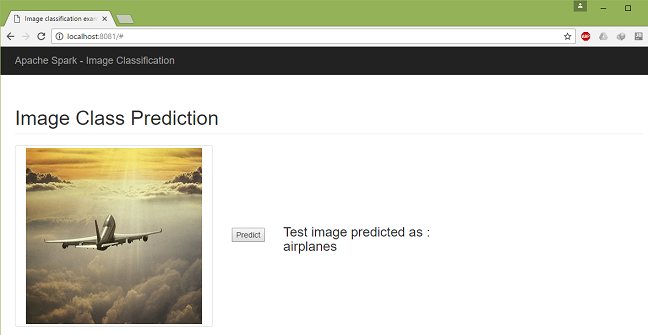 Image classification exa
localhost:8081/#
ABP
Apache Spark - Image Classification
Image Class Prediction
Predict
Test image predicted as :
airplanes